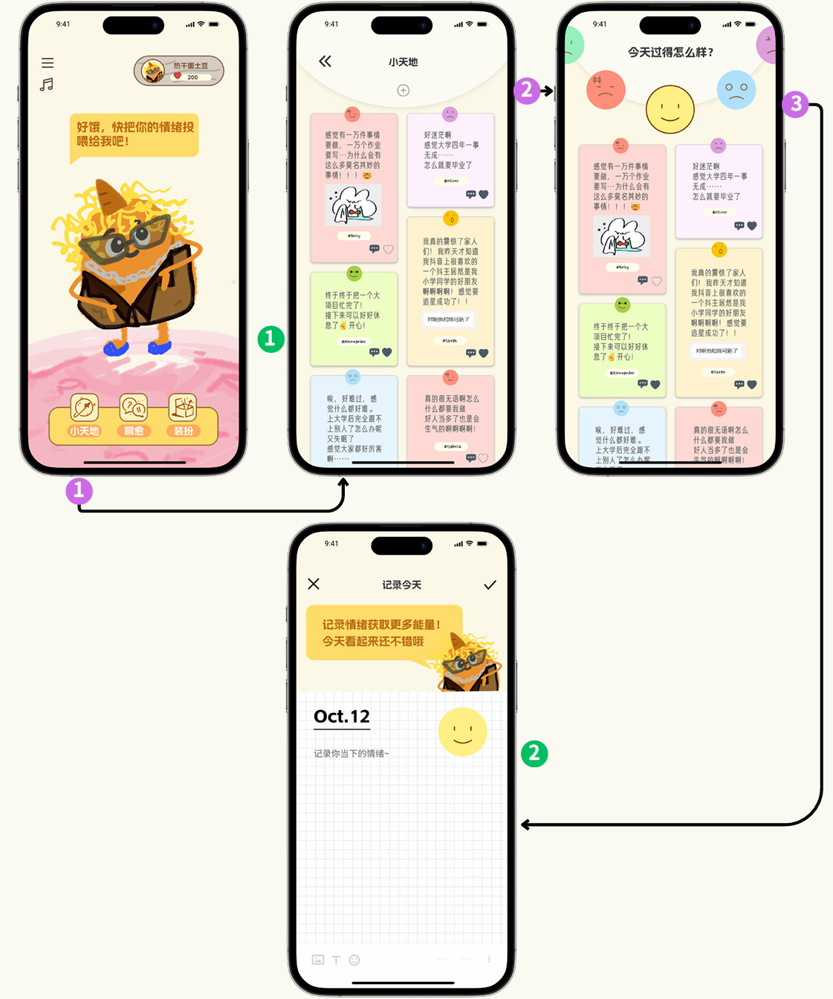 9:41
热干面土豆
200
好饿，快把你的情绪投
喂给我吧！
小天地
聊愈
装扮
1
9:41
小天地
感觉有一万件事情
要做，一万个作业
要写…为什么会有
这么多莫名其妙的
事情！！！🤯
@Belly
好迷茫啊
感觉大学四年一事
无成……
怎么就要毕业了
@Oliver
我真的震惊了家人
们！我昨天才知道
我抖音上很喜欢的
一个抖主居然是我
小学同学的好朋友
啊啊啊啊！感觉要
追星成功了！！
对啊他和我可熟了
@Steph
终于终于把一个大
项目忙完了！
接下来可以好好休
息了✌️开心！
@Alexxander
唉，好难过，感
觉什么都好难。
上大学后完全跟不
上别人了怎么办呢
又失眠了
感觉大家都好厉害
啊……
真的很无语啊怎么
什么都要我做
好人当多了也是会
生气的啊啊啊啊！
@Isabella
1
2
9:41
今天过得怎么样？
感觉有一万件事情
要做，一万个作业
要写…为什么会有
这么多莫名其妙的
事情！！！🤯
@Belly
好迷茫啊
感觉大学四年一事
无成……
怎么就要毕业了
@Oliver
我真的震惊了家人
们！我昨天才知道
我抖音上很喜欢的
一个抖主居然是我
小学同学的好朋友
啊啊啊啊！感觉要
追星成功了！！
对啊他和我可熟了
@Steph
终于终于把一个大
项目忙完了！
接下来可以好好休
息了✌️开心！
@Alexxander
唉，好难过，感
觉什么都好难。
上大学后完全跟不
上别人了怎么办呢
真的很无语啊怎么
什么都要我做
好人当多了也是会
生气的啊啊啊啊！
3
9:41
记录今天
记录情绪获取更多能量！
今天看起来还不错哦
Oct.12
记录你当下的情绪~
T
2